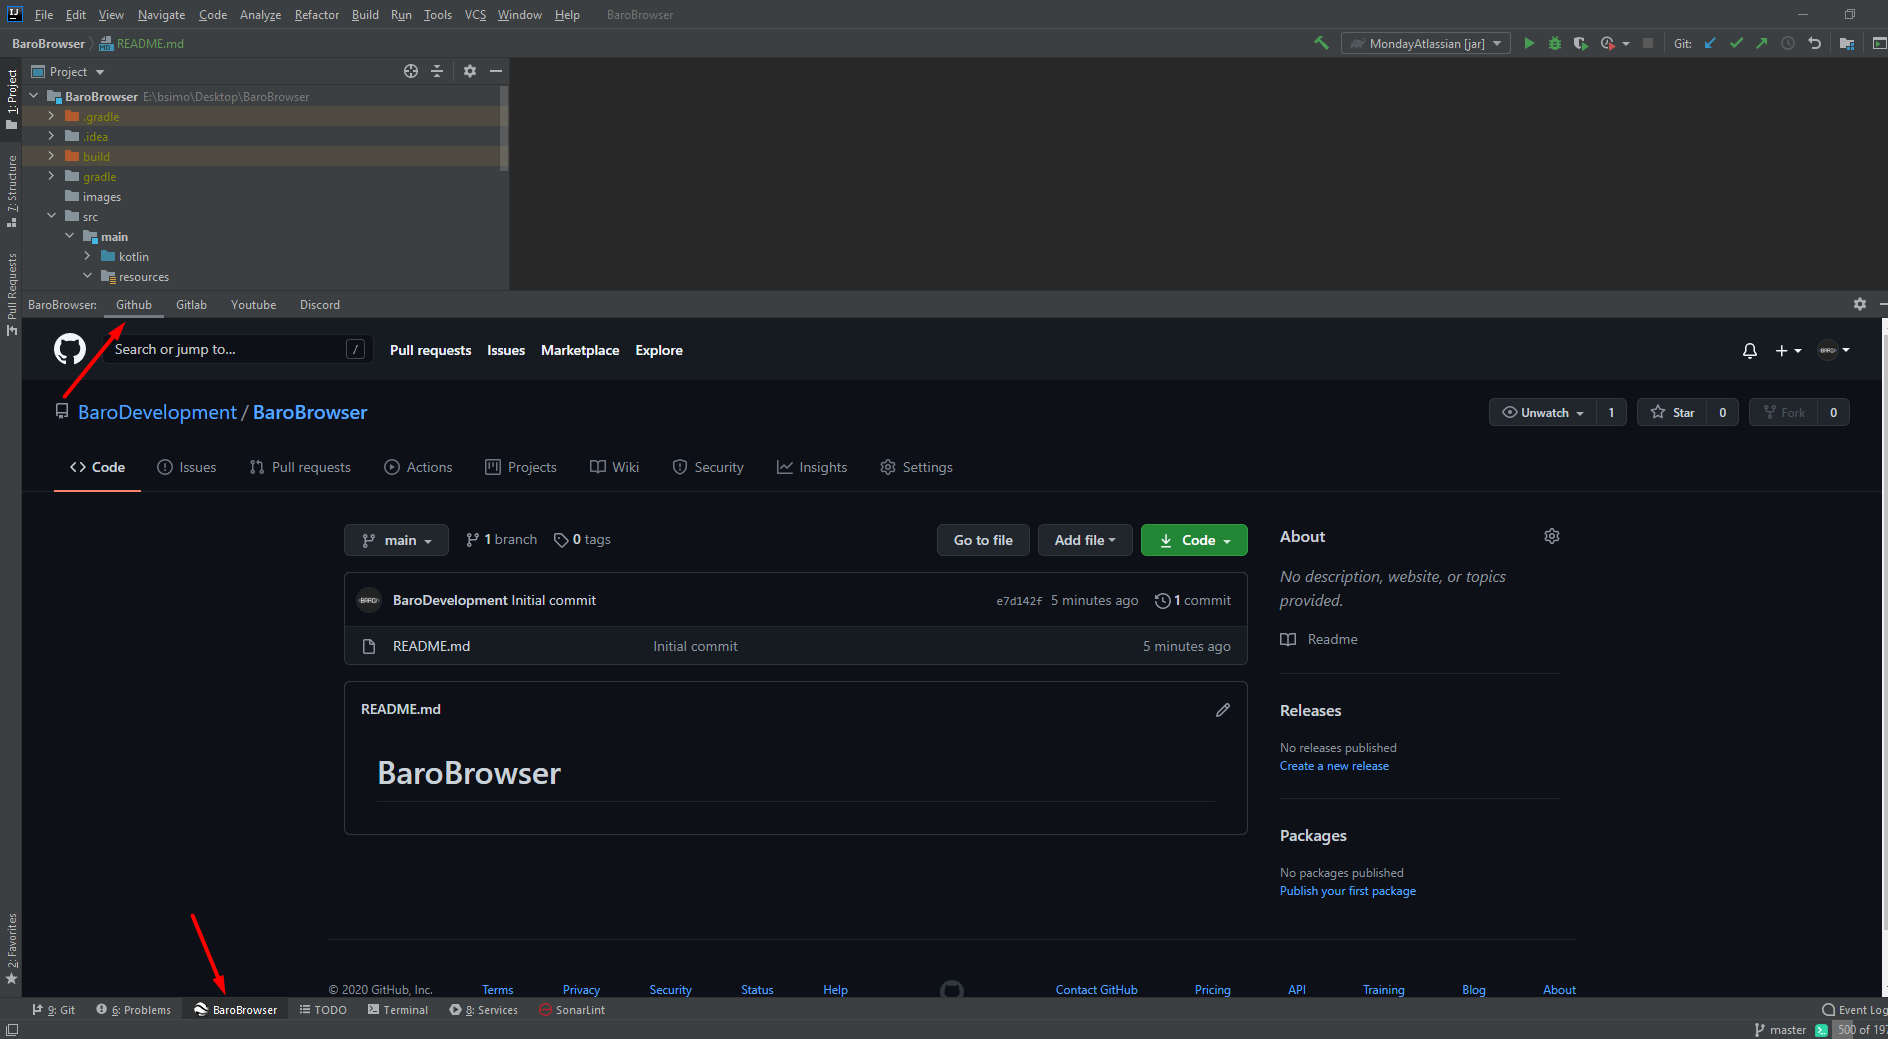 File Edit View Navigate Code Analyze Refactor Build Run Tools VCS Window Help BaroBrowser
BaroBrowser README.md MondayAtlassian [jar] Git:
1: Project
7: Structure
Pull Requests
2: Favorites
Project
BaroBrowser E:\bsimo\Desktop\BaroBrowser
.gradle
.idea
build
gradle
images
src
main
kotlin
resources
BaroBrowser: Github Gitlab Youtube Discord
Search or jump to... / Pull requests Issues Marketplace Explore
BaroDevelopment / BaroBrowser Unwatch 1 Star 0 Fork 0
Code Issues Pull requests Actions Projects Wiki Security Insights Settings
main 1 branch 0 tags Go to file Add file Code
BaroDevelopment Initial commit e7d142f 5 minutes ago 1 commit
README.md Initial commit 5 minutes ago
README.md
BaroBrowser
About
No description, website, or topics
provided.
Readme
Releases
No releases published
Create a new release
Packages
No packages published
Publish your first package
© 2020 GitHub, Inc. Terms Privacy Security Status Help Contact GitHub Pricing API Training Blog About
9: Git 6: Problems BaroBrowser TODO Terminal 8: Services SonarLint Event Log
master 500 of 197